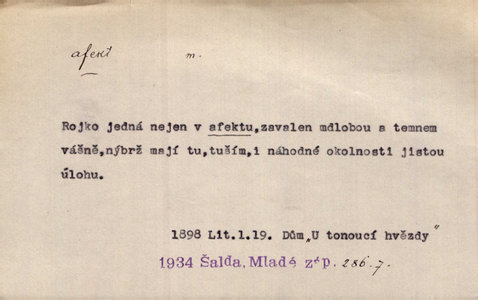 afekt m.
Rojko jedná nejen v afektu,zavalen mdlobou a temnem
vášně,nýbrž mají tu,tuším,i náhodné okolnosti jistou
úlohu.
1898 Lit.l.19. Dům„U tonoucí hvězdy"
1934 Šalda, Mladé záp. 286-7.